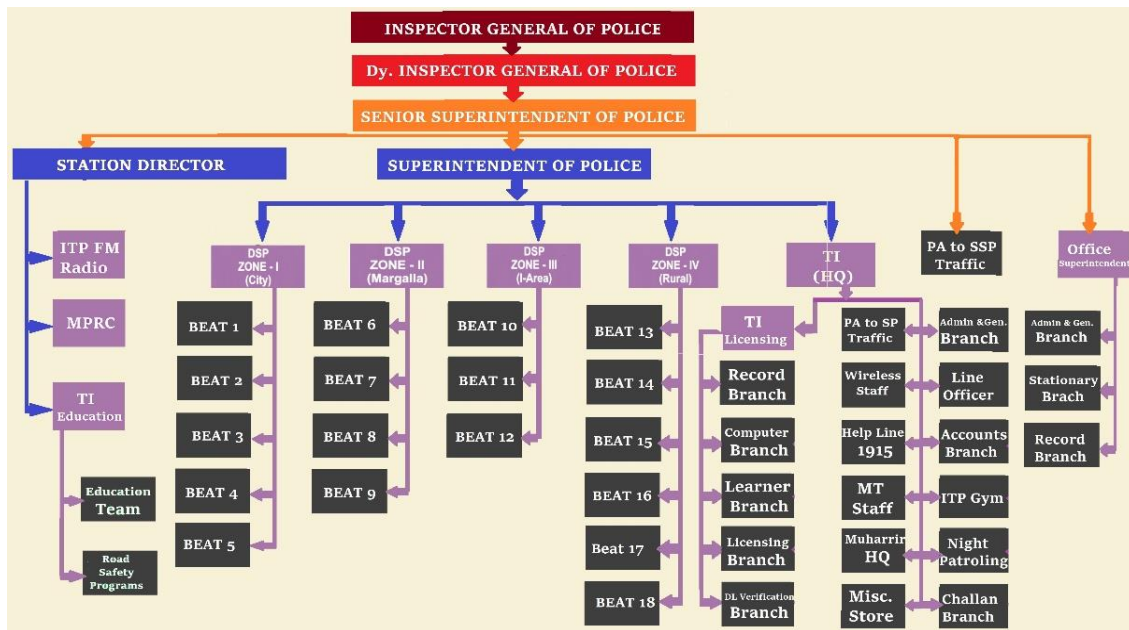 INSPECTOR GENERAL OF POLICE
Dy. INSPECTOR GENERAL OF POLICE
SENIOR SUPERINTENDENT OF POLICE
STATION DIRECTOR
SUPERINTENDENT OF POLICE
ITP FM
Radio
MPRC
TI
Education
Education
Team
Road
Safety
Programs
DSP
ZONE - I
(City)
BEAT 1
BEAT 2
BEAT 3
BEAT 4
BEAT 5
DSP
ZONE - II
(Margalla)
BEAT 6
BEAT 7
BEAT 8
BEAT 9
DSP
ZONE - III
(I-Area)
BEAT 10
BEAT 11
BEAT 12
DSP
ZONE - IV
(Rural)
BEAT 13
BEAT 14
BEAT 15
BEAT 16
Beat 17
BEAT 18
TI
(HQ)
TI
Licensing
Record
Branch
Computer
Branch
Learner
Branch
Licensing
Branch
DL Verification
Branch
PA to SP
Traffic
Wireless
Staff
Help Line
1915
MT
Staff
Muharrir
HQ
Misc.
Store
Admin &Gen.
Branch
Line
Officer
Accounts
Branch
ITP Gym
Night
Patroling
Challan
Branch
PA to SSP
Traffic
Office
Superintendent
Admin & Gen.
Branch
Stationary
Brach
Record
Branch